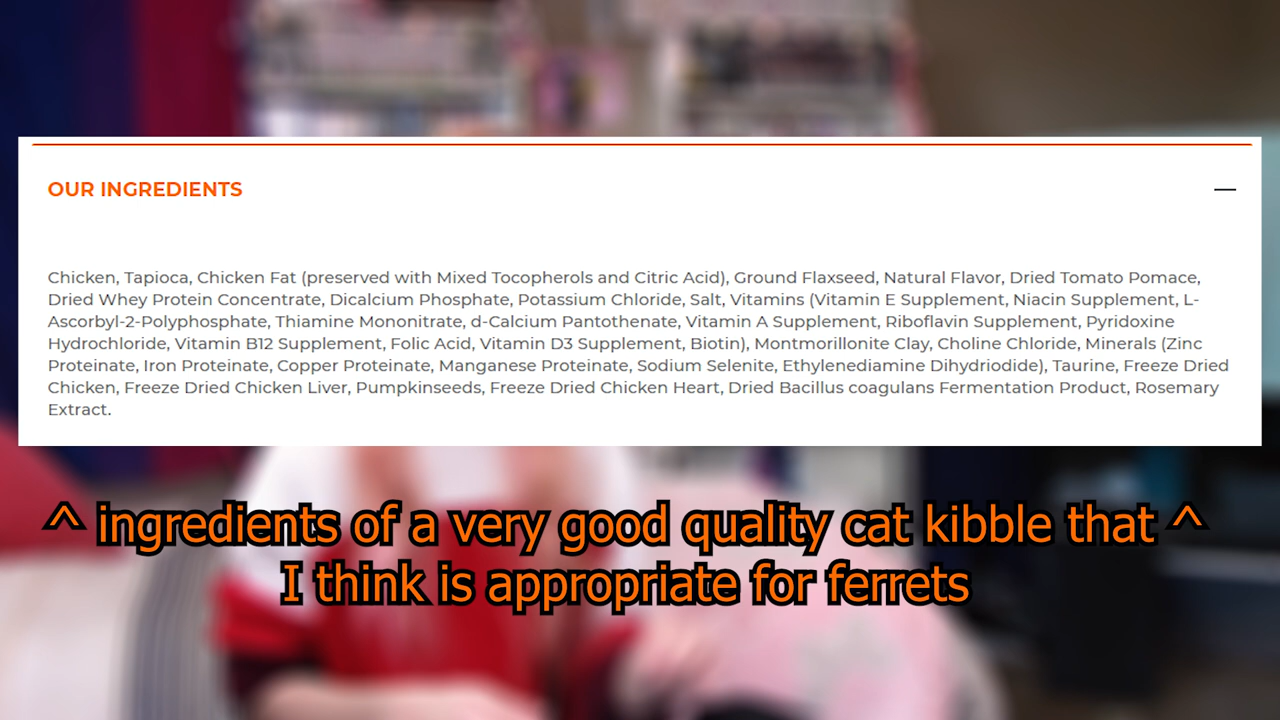 OUR INGREDIENTS
Chicken, Tapioca, Chicken Fat (preserved with Mixed Tocopherols and Citric Acid), Ground Flaxseed, Natural Flavor, Dried Tomato Pomace,
Dried Whey Protein Concentrate, Dicalcium Phosphate, Potassium Chloride, Salt, Vitamins (Vitamin E Supplement, Niacin Supplement, L-
Ascorbyl-2-Polyphosphate, Thiamine Mononitrate, d-Calcium Pantothenate, Vitamin A Supplement, Riboflavin Supplement, Pyridoxine
Hydrochloride, Vitamin B12 Supplement, Folic Acid, Vitamin D3 Supplement, Biotin), Montmorillonite Clay, Choline Chloride, Minerals (Zinc
Proteinate, Iron Proteinate, Copper Proteinate, Manganese Proteinate, Sodium Selenite, Ethylenediamine Dihydriodide), Taurine, Freeze Dried
Chicken, Freeze Dried Chicken Liver, Pumpkinseeds, Freeze Dried Chicken Heart, Dried Bacillus coagulans Fermentation Product, Rosemary
Extract.
^ ingredients of a very good quality cat kibble that ^
I think is appropriate for ferrets